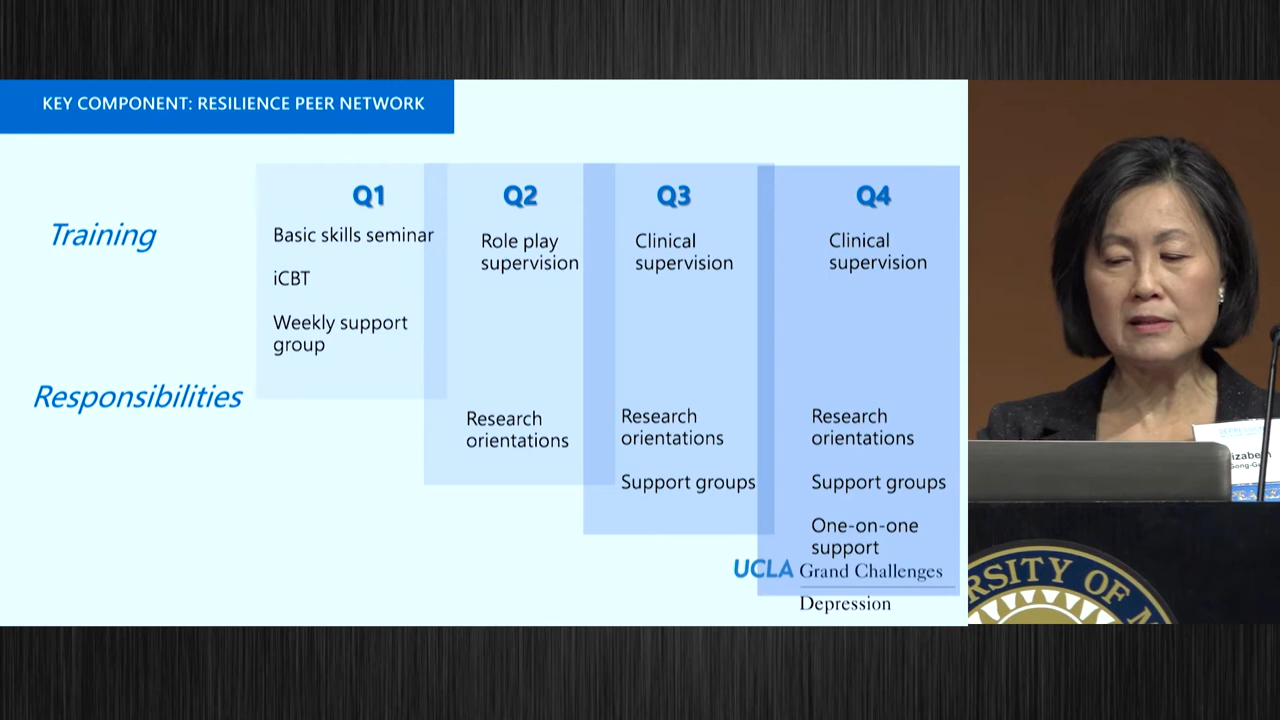 KEY COMPONENT: RESILIENCE PEER NETWORK
Training
Responsibilities
Q1
Basic skills seminar
iCBT
Weekly support
group
Q2
Role play
supervision
Research
orientations
Q3
Clinical
supervision
Research
orientations
Support groups
Q4
Clinical
supervision
Research
orientations
Support groups
One-on-one
support
UCLA Grand Challenges
Depression
RSITY OF